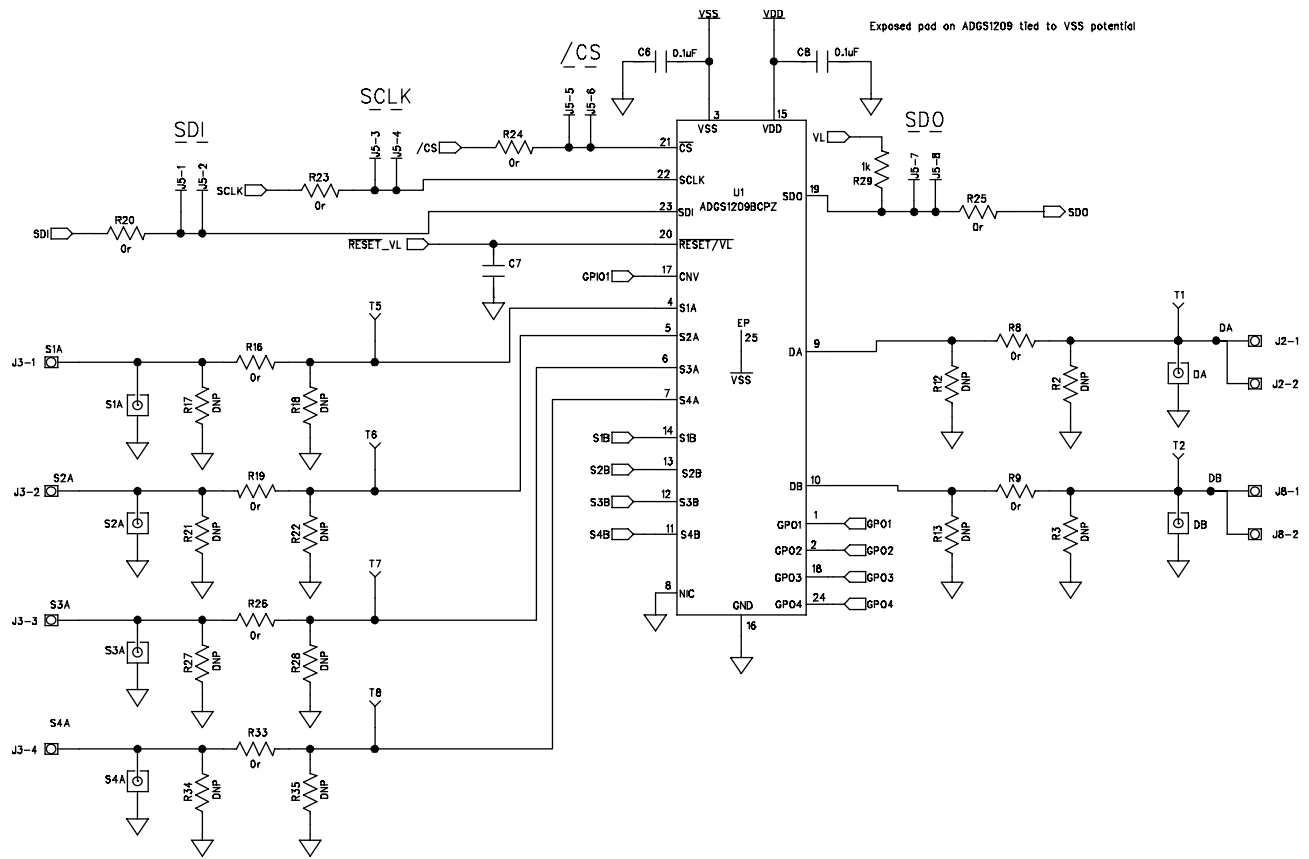 VSS
VDD
Exposed pad on ADGS1209 tied to VSS potential
/CS
C6
0.1uF
C8
0.1uF
SCLK
J5-5
J5-6
3
15
VSS
VDD
SDI
J5-3
J5-4
/CS
R24
0r
21
CS
VL
SDO
1k
R29
J5-7
J5-8
J5-1
J5-2
SCLK
R23
0r
22
SCLK
U1
ADGS1209BCPZ
SDO
19
R25
0r
SDO
SDI
R20
0r
23
SDI
RESET_VL
20
RESET/VL
C7
GPIO1
17
CNV
T5
4
S1A
T1
EP
25
VSS
5
S2A
DA
9
R8
0r
DA
J2-1
J3-1
S1A
R16
0r
6
S3A
R12
DNP
R2
DNP
DA
J2-2
S1A
R17
DNP
R18
DNP
7
S4A
T6
S1B
14
S1B
T2
S2B
13
S2B
J3-2
S2A
R19
0r
DB
10
R9
0r
DB
J8-1
S3B
12
S3B
S2A
R21
DNP
R22
DNP
GPO1
1
GPO1
R13
DNP
R3
DNP
DB
J8-2
S4B
11
S4B
GPO2
2
GPO2
T7
GPO3
18
GPO3
8
NIC
GPO4
24
GPO4
J3-3
S3A
R26
0r
GND
16
S3A
R27
DNP
R28
DNP
T8
J3-4
S4A
R33
0r
S4A
R34
DNP
R35
DNP